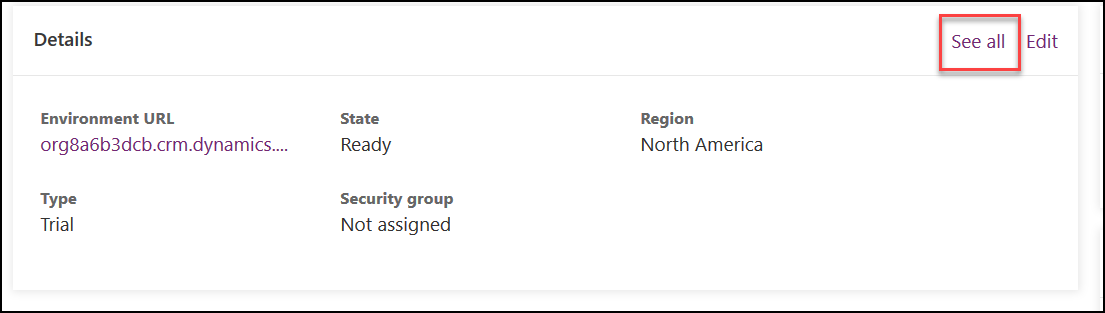 Details
See all Edit
Environment URL State Region
org8a6b3dcb.crm.dynamics.... Ready North America
Type Security group
Trial Not assigned